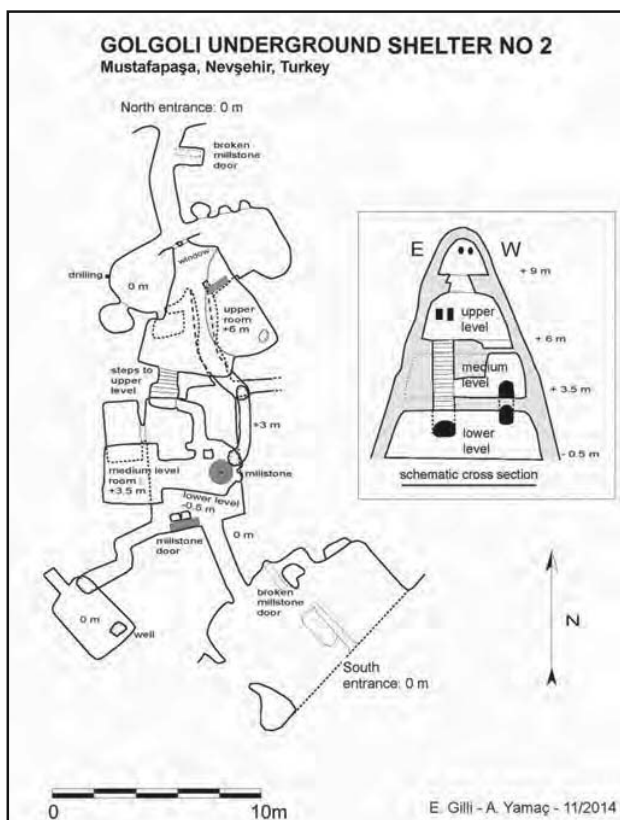 GOLGOLI UNDERGROUND SHELTER NO 2
Mustafapaşa, Nevşehir, Turkey
North entrance: 0 m
broken
millstone
door
window
drilling
0 m
upper
room
+6 m
steps to
upper
level
+3 m
medium level
room :
+3.5 m
millstone
lower level
-0.5 m
millstone
door
0 m
broken
millstone
door
0 m
well
South
entrance: 0 m
N
0
10m
E. Gilli - A. Yamaç - 11/2014
E
W
+ 9 m
upper
level
+ 6 m
medium
level
+ 3.5 m
lower
level
- 0.5 m
schematic cross section